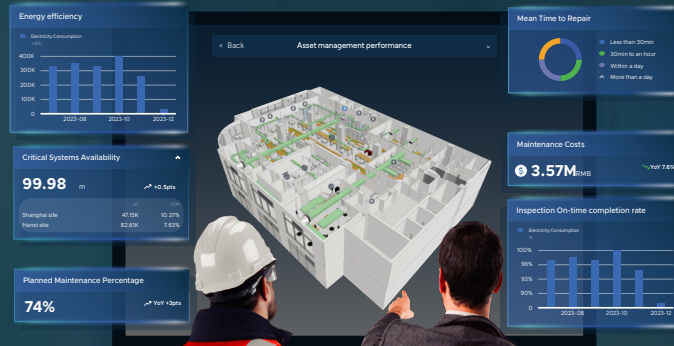 Energy efficiency
Electricity Consumption
400K
300K
200K
100K
0
2023-08
2023-10
2023-12
< Back
Asset management performance
Mean Time to Repair
Less than 30min
30min to an hour
Within a day
More than a day
Critical Systems Availability
99.98 m
+0.5pts
Shanghai site 47.15K 10.37%
Hanoi site 82.61K 7.63%
Maintenance Costs
$ 3.57M RMB
YoY 7.6%
Inspection On-time completion rate
Electricity Consumption
100%
96%
93%
90%
0
2023-08
2023-10
2023-12
Planned Maintenance Percentage
74%
YoY +3pts